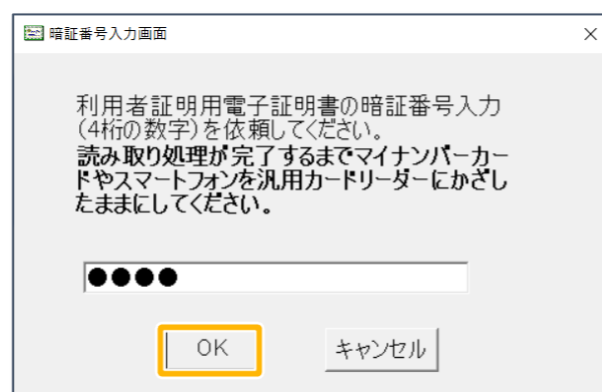 暗証番号入力画面
利用者証明用電子証明書の暗証番号入力
(4桁の数字)を依頼してください。
読み取り処理が完了するまでマイナンバーカー
ドやスマートフォンを汎用カードリーダーにかざし
たままにしてください。
●●●●
OK
キャンセル